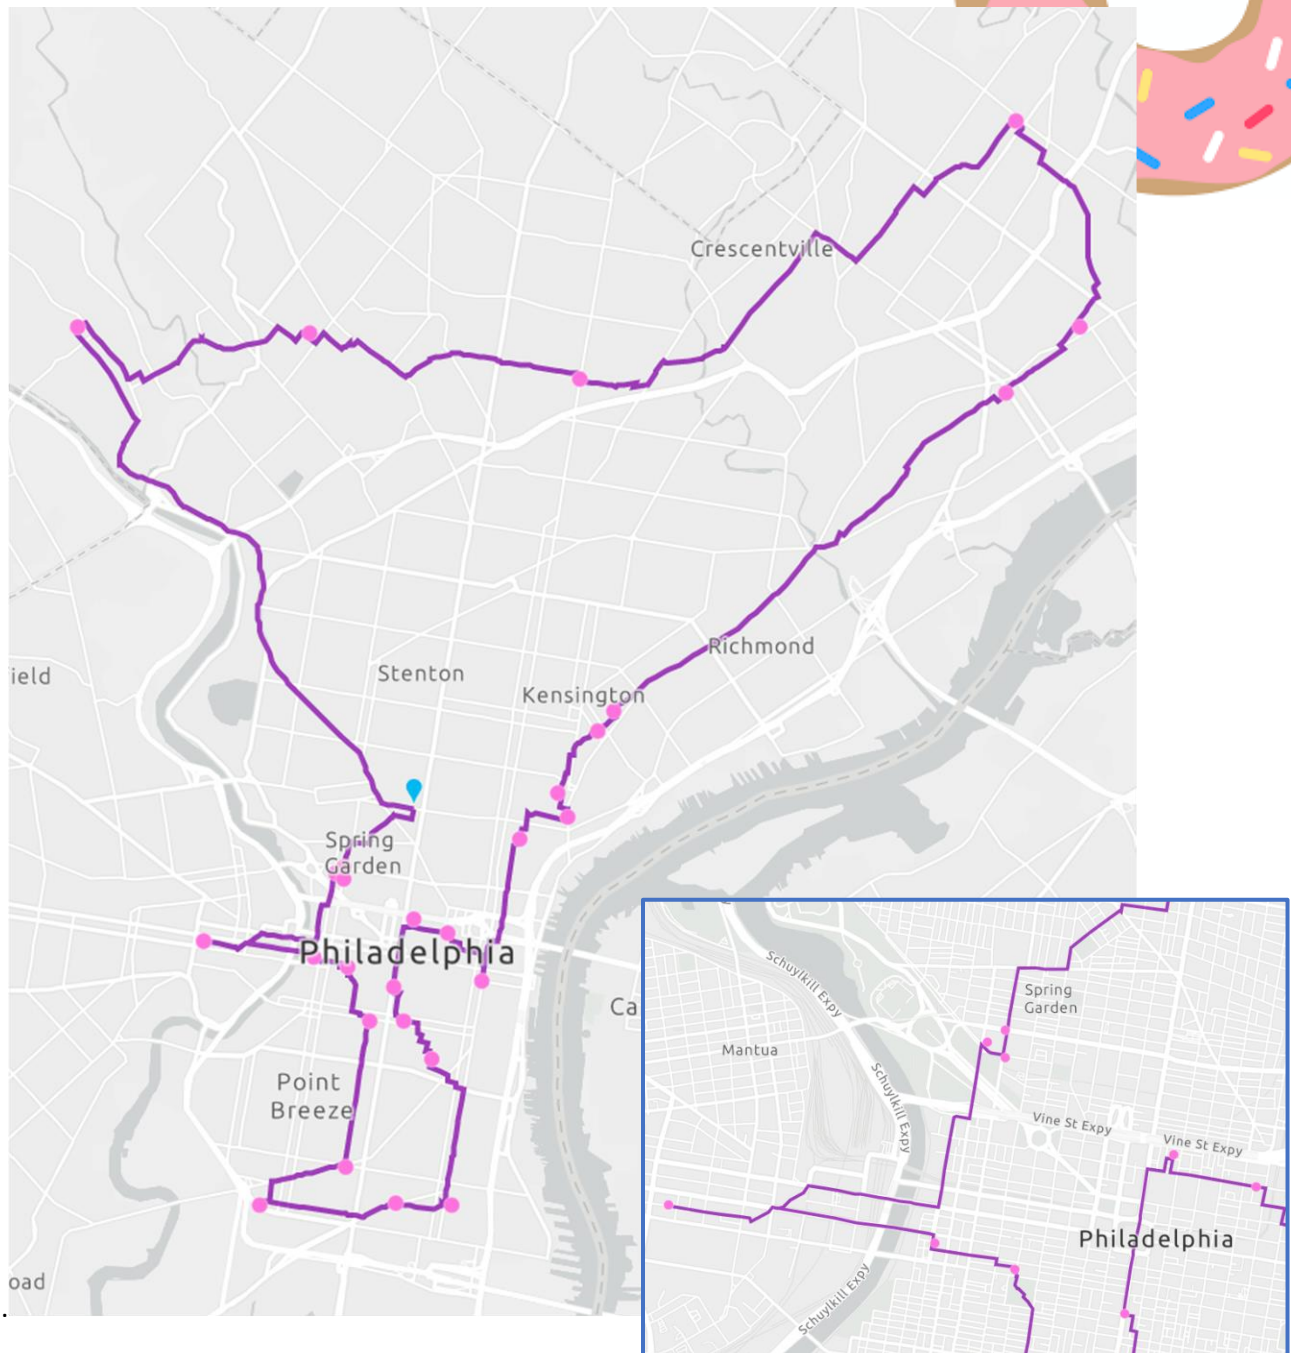 Crescentville
ield
Stenton
Richmond
Kensington
Spring
Garden
Philadelphia
Ca
Point
Breeze
oad
.
Schuylkill Expy
Spring
Garden
Mantua
Schuylkill Expy
Vine St Expy
Vine St Expy
Philadelphia
Schuylkill Expy